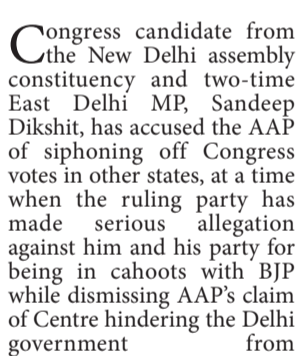 Congress candidate from
the New Delhi assembly
constituency and two-time
East Delhi MP, Sandeep
Dikshit, has accused the AAP
of siphoning off Congress
votes in other states, at a time
when the ruling party has
made serious allegation
against him and his party for
being in cahoots with BJP
while dismissing AAP's claim
of Centre hindering the Delhi
government from